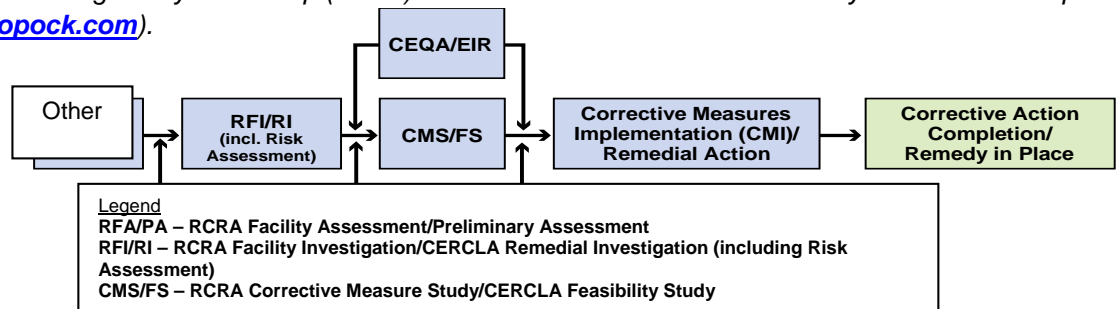 opock.com).
CEQA/EIR
Other
RFI/RI
(incl. Risk
Assessment)
CMS/FS
Corrective Measures
Implementation (CMI)/
Remedial Action
Corrective Action
Completion/
Remedy in Place
Legend
RFA/PA – RCRA Facility Assessment/Preliminary Assessment
RFI/RI – RCRA Facility Investigation/CERCLA Remedial Investigation (including Risk
Assessment)
CMS/FS – RCRA Corrective Measure Study/CERCLA Feasibility Study